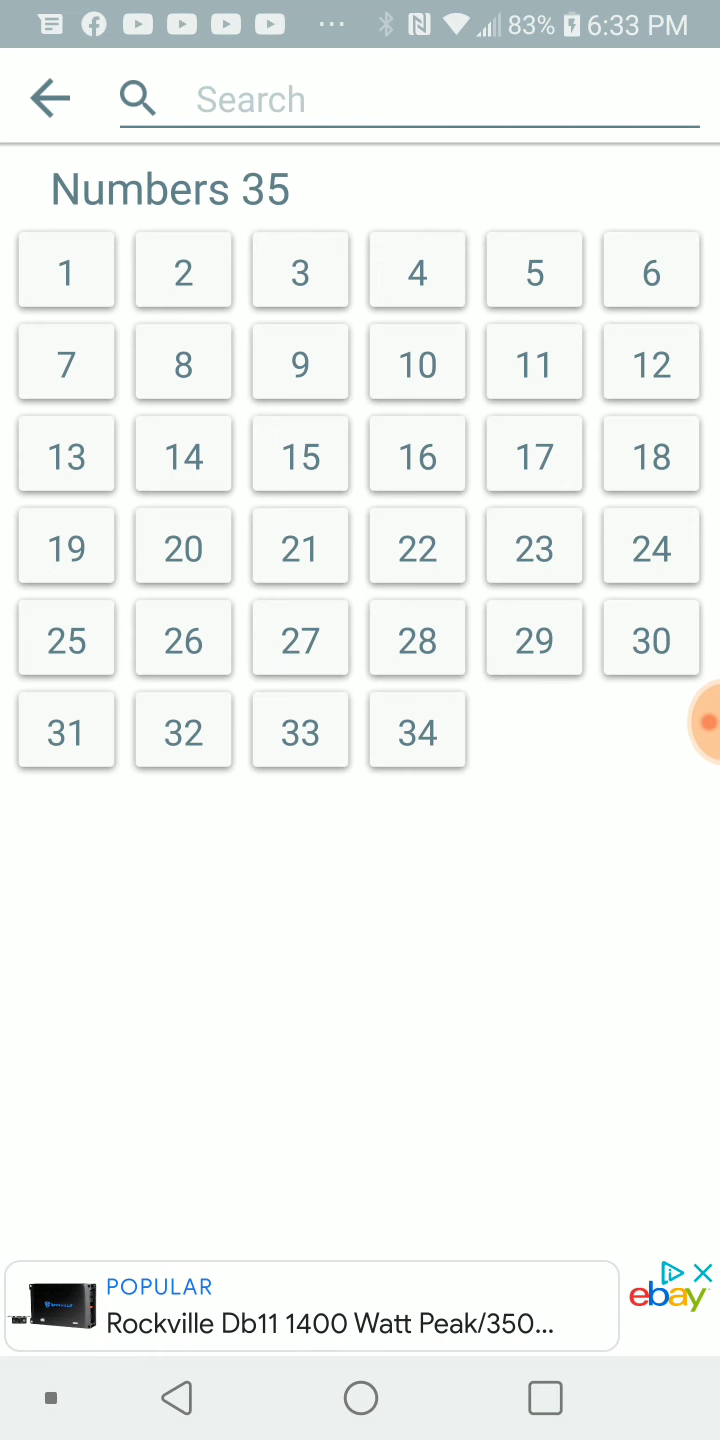 83% 6:33 PM
Search
Numbers 35
1 2 3 4 5 6
7 8 9 10 11 12
13 14 15 16 17 18
19 20 21 22 23 24
25 26 27 28 29 30
31 32 33 34
POPULAR
ebay
Rockville Db11 1400 Watt Peak/350...